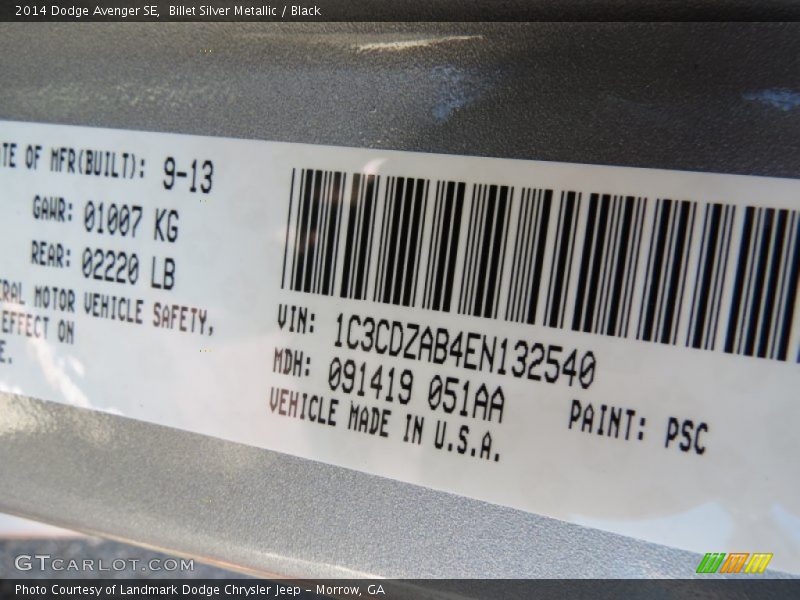 2014 Dodge Avenger SE,  Billet Silver Metallic / Black
TE OF MFR(BUILT): 9-13
GAWR: 01007 KG
REAR: 02220 LB
ERAL MOTOR VEHICLE SAFETY,
EFFECT ON
E.
VIN: 1C3CDZAB4EN132540
MDH: 091419 051AA
PAINT: PSC
VEHICLE MADE IN U.S.A.
GTCARLOT.COM
Photo Courtesy of Landmark Dodge Chrysler Jeep – Morrow, GA